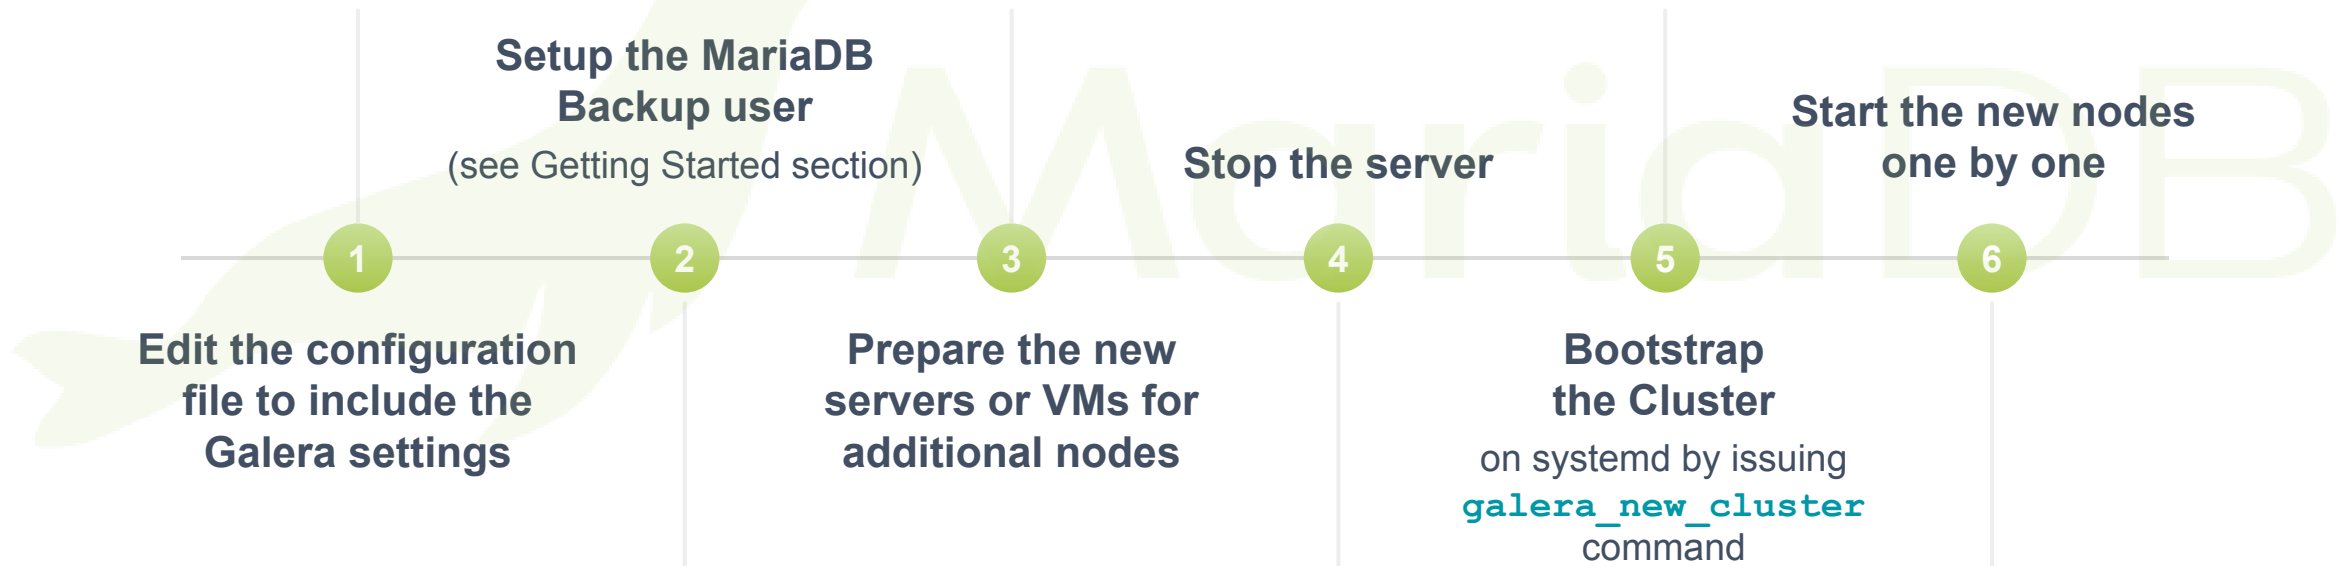 MariaDB
1
Edit the configuration
file to include the
Galera settings
Setup the MariaDB
Backup user
(see Getting Started section)
2
3
Prepare the new
servers or VMs for
additional nodes
Stop the server
4
5
Bootstrap
the Cluster
on systemd by issuing
galera_new_cluster
command
Start the new nodes
one by one
6